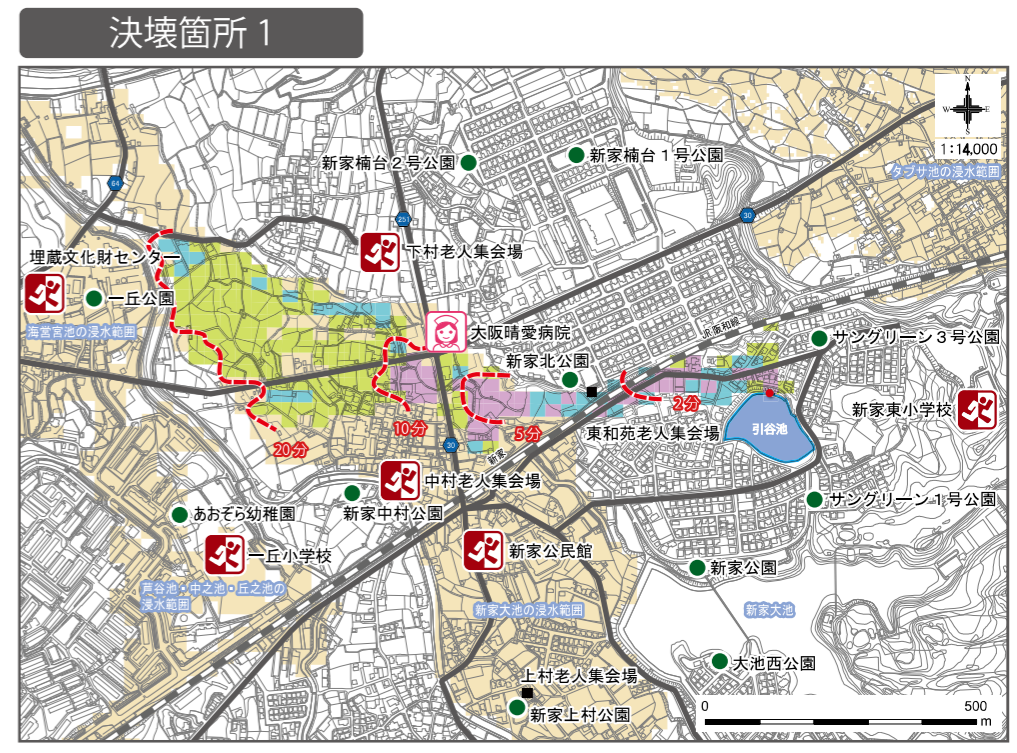 決壊箇所 1
N
W
E
S
1:14,000
新家楠台2号公園
新家楠台1号公園
タブサ池の浸水範囲
64
251
30
下村老人集会場
埋蔵文化財センター
一丘公園
海営宮池の浸水範囲
大阪晴愛病院
JR阪和線
新家北公園
サングリーン3号公園
2分
5分
10分
20分
新家東小学校
東和苑老人集会場
引谷池
30
新家
中村老人集会場
新家中村公園
あおぞら幼稚園
サングリーン1号公園
一丘小学校
新家公民館
新家公園
芦谷池・中之池・丘之池の
浸水範囲
新家大池の浸水範囲
新家大池
大池西公園
上村老人集会場
新家上村公園
0
500
m